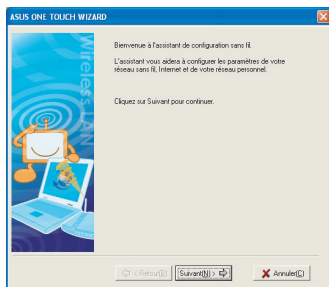 ASUS ONE TOUCH WIZARD
Wireless LAN
Bienvenue à l'assistant de configuration sans fil.
L'assistant vous aidera à configurer les paramètres de votre
réseau sans fil, Internet et de votre réseau personnel.
Cliquez sur Suivant pour continuer.
< Retour(B)
Suivant(N) >
Annuler(C)